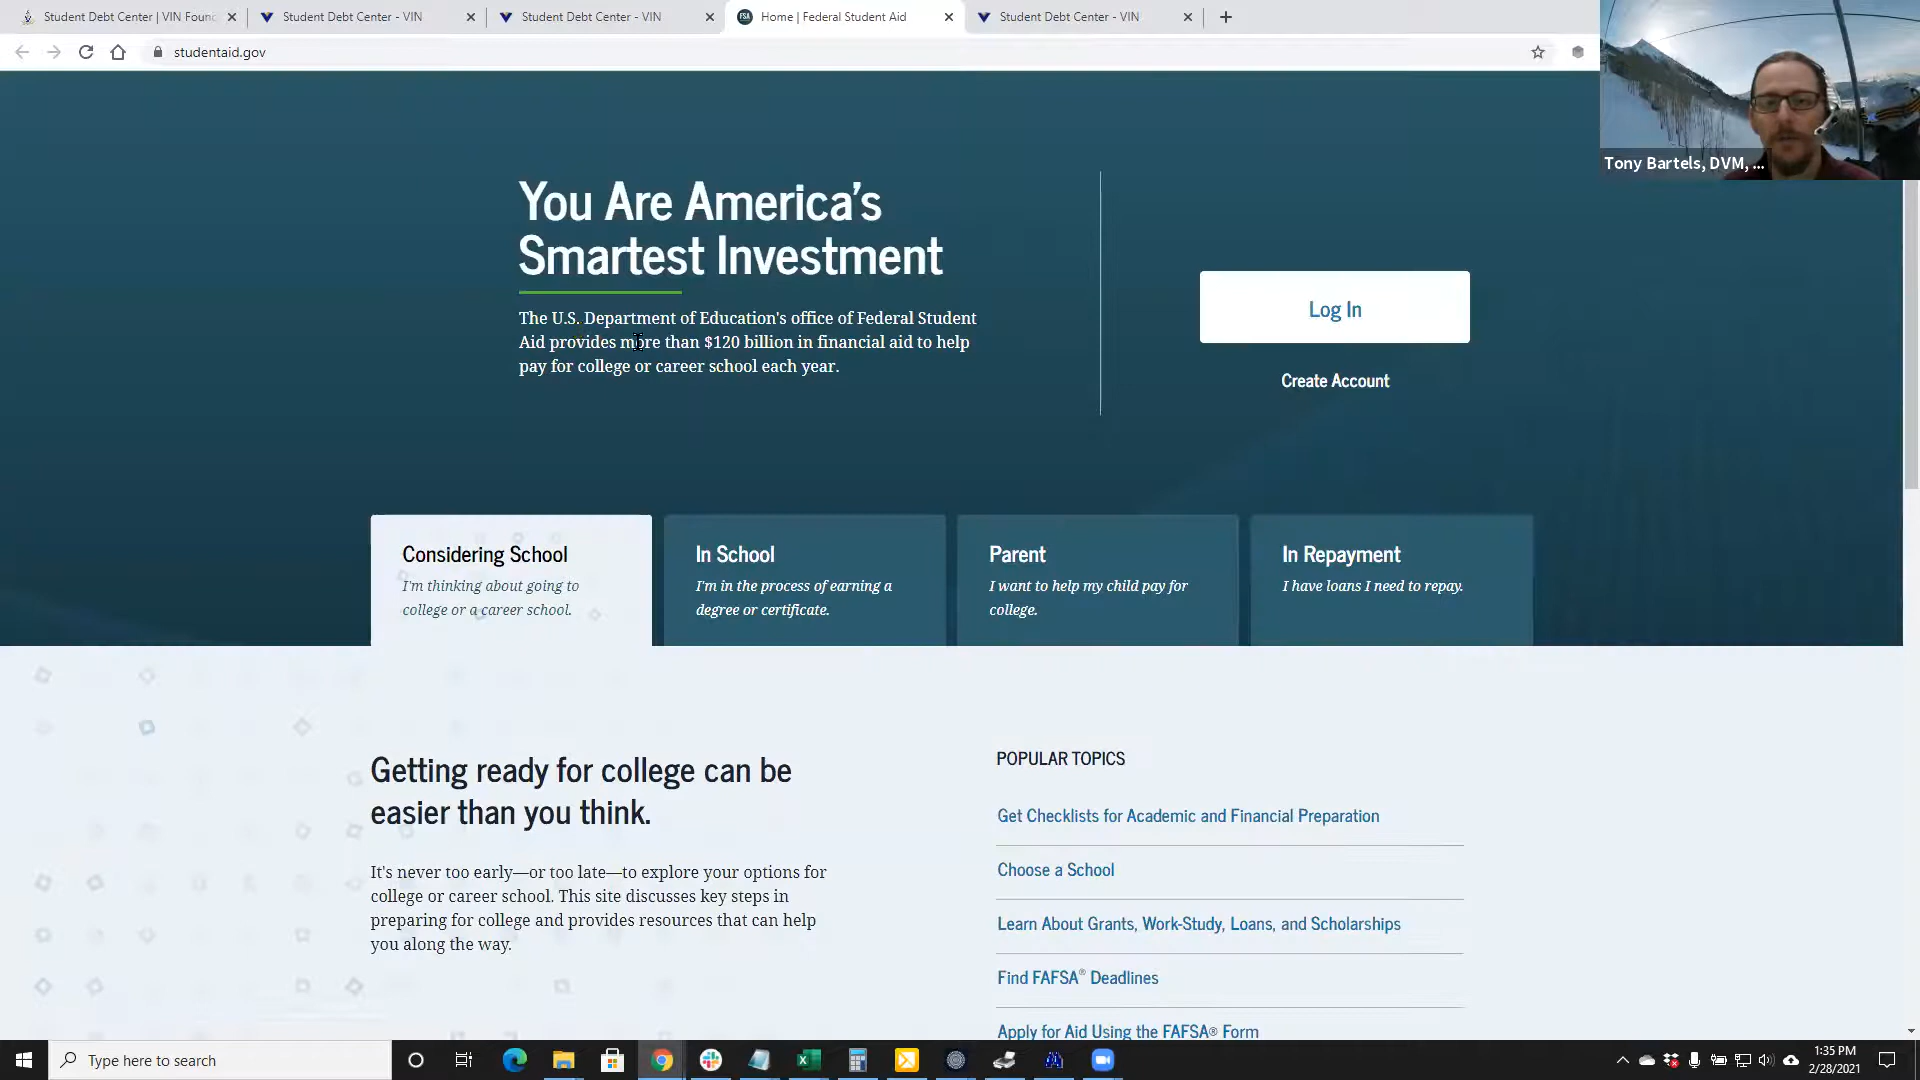 Student Debt Center | VIN Foun
Student Debt Center - VIN
Student Debt Center - VIN
Home | Federal Student Aid
Student Debt Center - VIN
studentaid.gov
Tony Bartels, DVM, ...
You Are America's
Smartest Investment
The U.S. Department of Education's office of Federal Student
Aid provides more than $120 billion in financial aid to help
pay for college or career school each year.
Log In
Create Account
Considering School
I'm thinking about going to
college or a career school.
In School
I'm in the process of earning a
degree or certificate.
Parent
I want to help my child pay for
college.
In Repayment
I have loans I need to repay.
Getting ready for college can be
easier than you think.
It's never too early—or too late—to explore your options for
college or career school. This site discusses key steps in
preparing for college and provides resources that can help
you along the way.
POPULAR TOPICS
Get Checklists for Academic and Financial Preparation
Choose a School
Learn About Grants, Work-Study, Loans, and Scholarships
Find FAFSA® Deadlines
Apply for Aid Using the FAFSA® Form
Type here to search
1:35 PM
2/28/2021